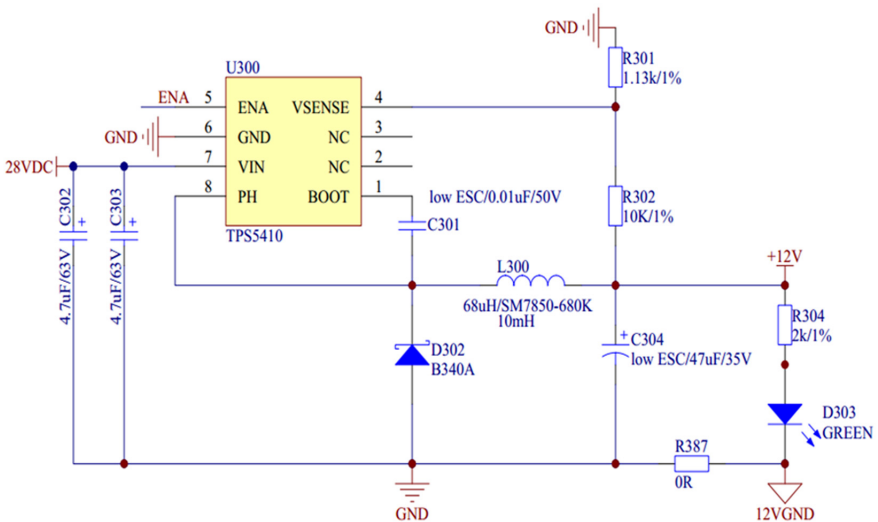 GND
R301
1.13k/1%
U300
ENA
5
ENA
VSENSE
4
GND
6
GND
NC
3
28VDC
7
VIN
NC
2
8
PH
BOOT
1
TPS5410
C302
4.7uF/63V
C303
4.7uF/63V
low ESC/0.01uF/50V
C301
R302
10K/1%
L300
68uH/SM7850-680K
10mH
+12V
R304
2k/1%
D302
B340A
+
+
+
C304
low ESC/47uF/35V
D303
GREEN
R387
0R
GND
12VGND